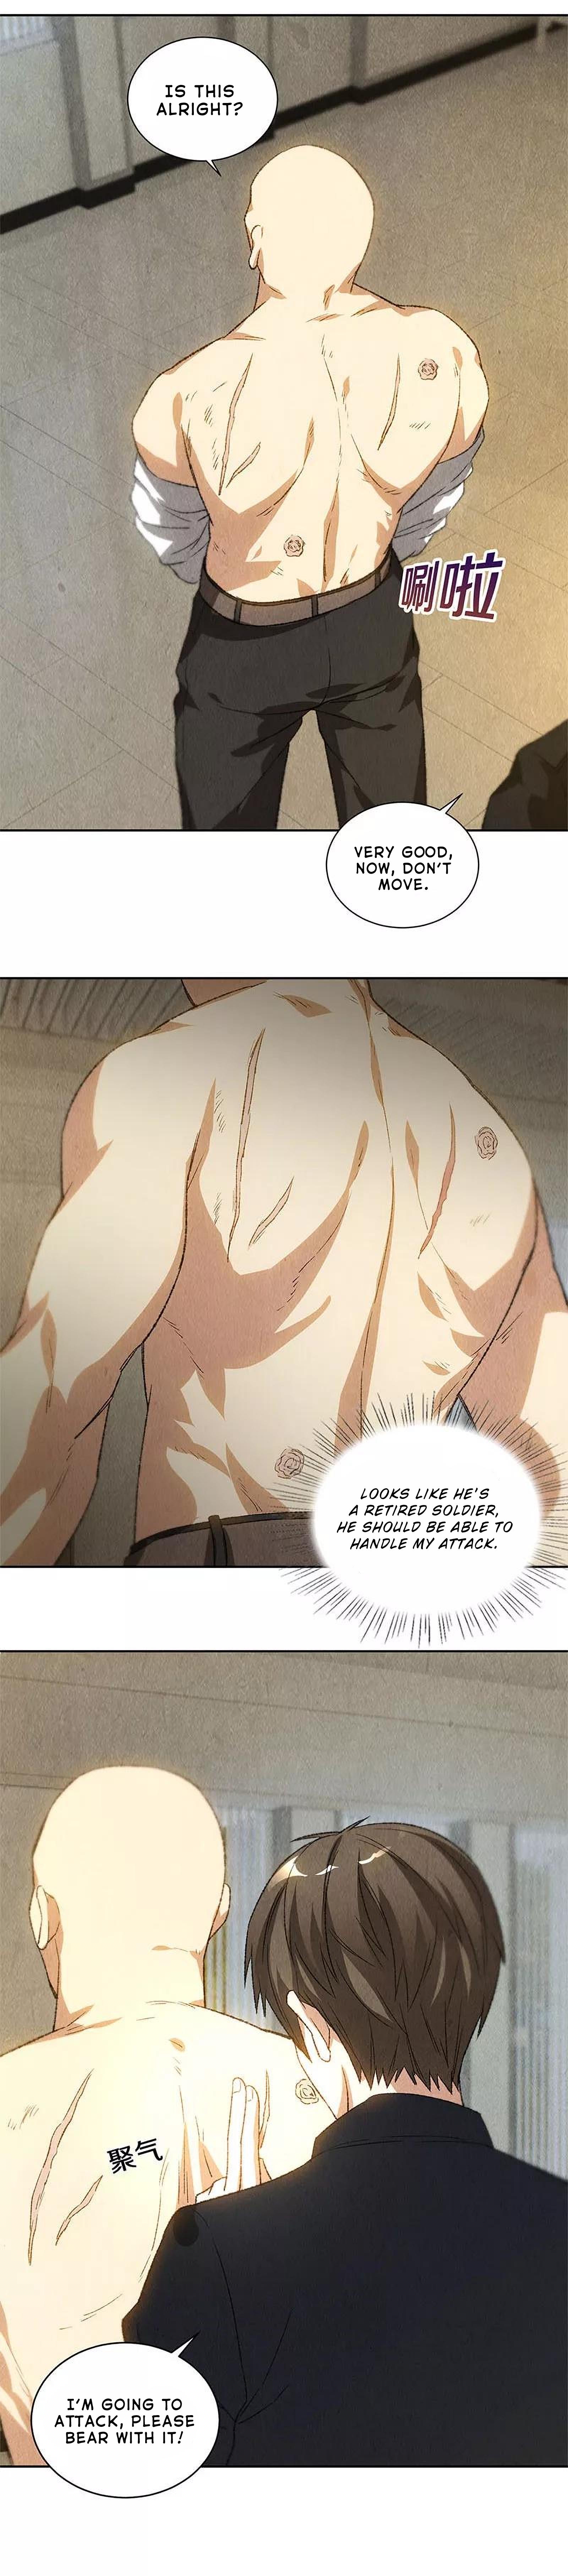 IS THIS
ALRIGHT?
唰啦
VERY GOOD,
NOW, DON'T
MOVE.
LOOKS LIKE HE'S
A RETIRED SOLDIER,
HE SHOULD BE ABLE TO
HANDLE MY ATTACK.
聚气
I'M GOING TO
ATTACK, PLEASE
BEAR WITH IT!